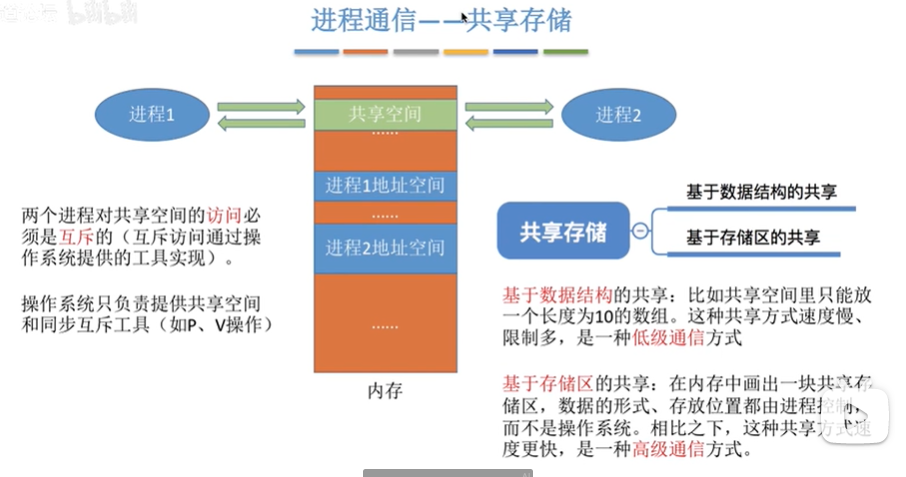 进程通信——共享存储
进程1
共享空间
进程2
......
进程1地址空间
......
进程2地址空间
......
内存
两个进程对共享空间的访问必
须是互斥的（互斥访问通过操
作系统提供的工具实现）。
操作系统只负责提供共享空间
和同步互斥工具（如P、V操作）
共享存储
基于数据结构的共享
基于存储区的共享
基于数据结构的共享：比如共享空间里只能放
一个长度为10的数组。这种共享方式速度慢、
限制多，是一种低级通信方式
基于存储区的共享：在内存中画出一块共享存
储区，数据的形式、存放位置都由进程控制，
而不是操作系统。相比之下，这种共享方式速
度更快，是一种高级通信方式。